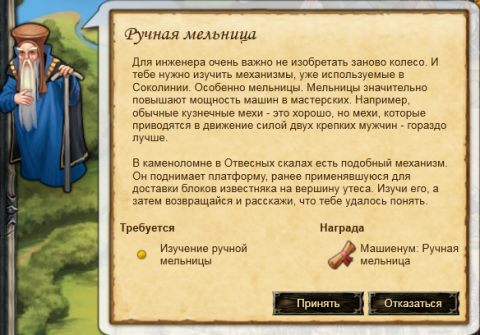 Ручная мельница
Для инженера очень важно не изобретать заново колесо. И
тебе нужно изучить механизмы, уже используемые в
Соколинии. Особенно мельницы. Мельницы значительно
повышают мощность машин в мастерских. Например,
обычные кузнечные мехи - это хорошо, но мехи, которые
приводятся в движение силой двух крепких мужчин - гораздо
лучше.
В каменоломне в Отвесных скалах есть подобный механизм.
Он поднимает платформу, ранее применявшуюся для
доставки блоков известняка на вершину утеса. Изучи его, а
затем возвращайся и расскажи, что тебе удалось понять.
Требуется
Изучение ручной
мельницы
Награда
Машиенум: Ручная
мельница
Принять
Отказаться